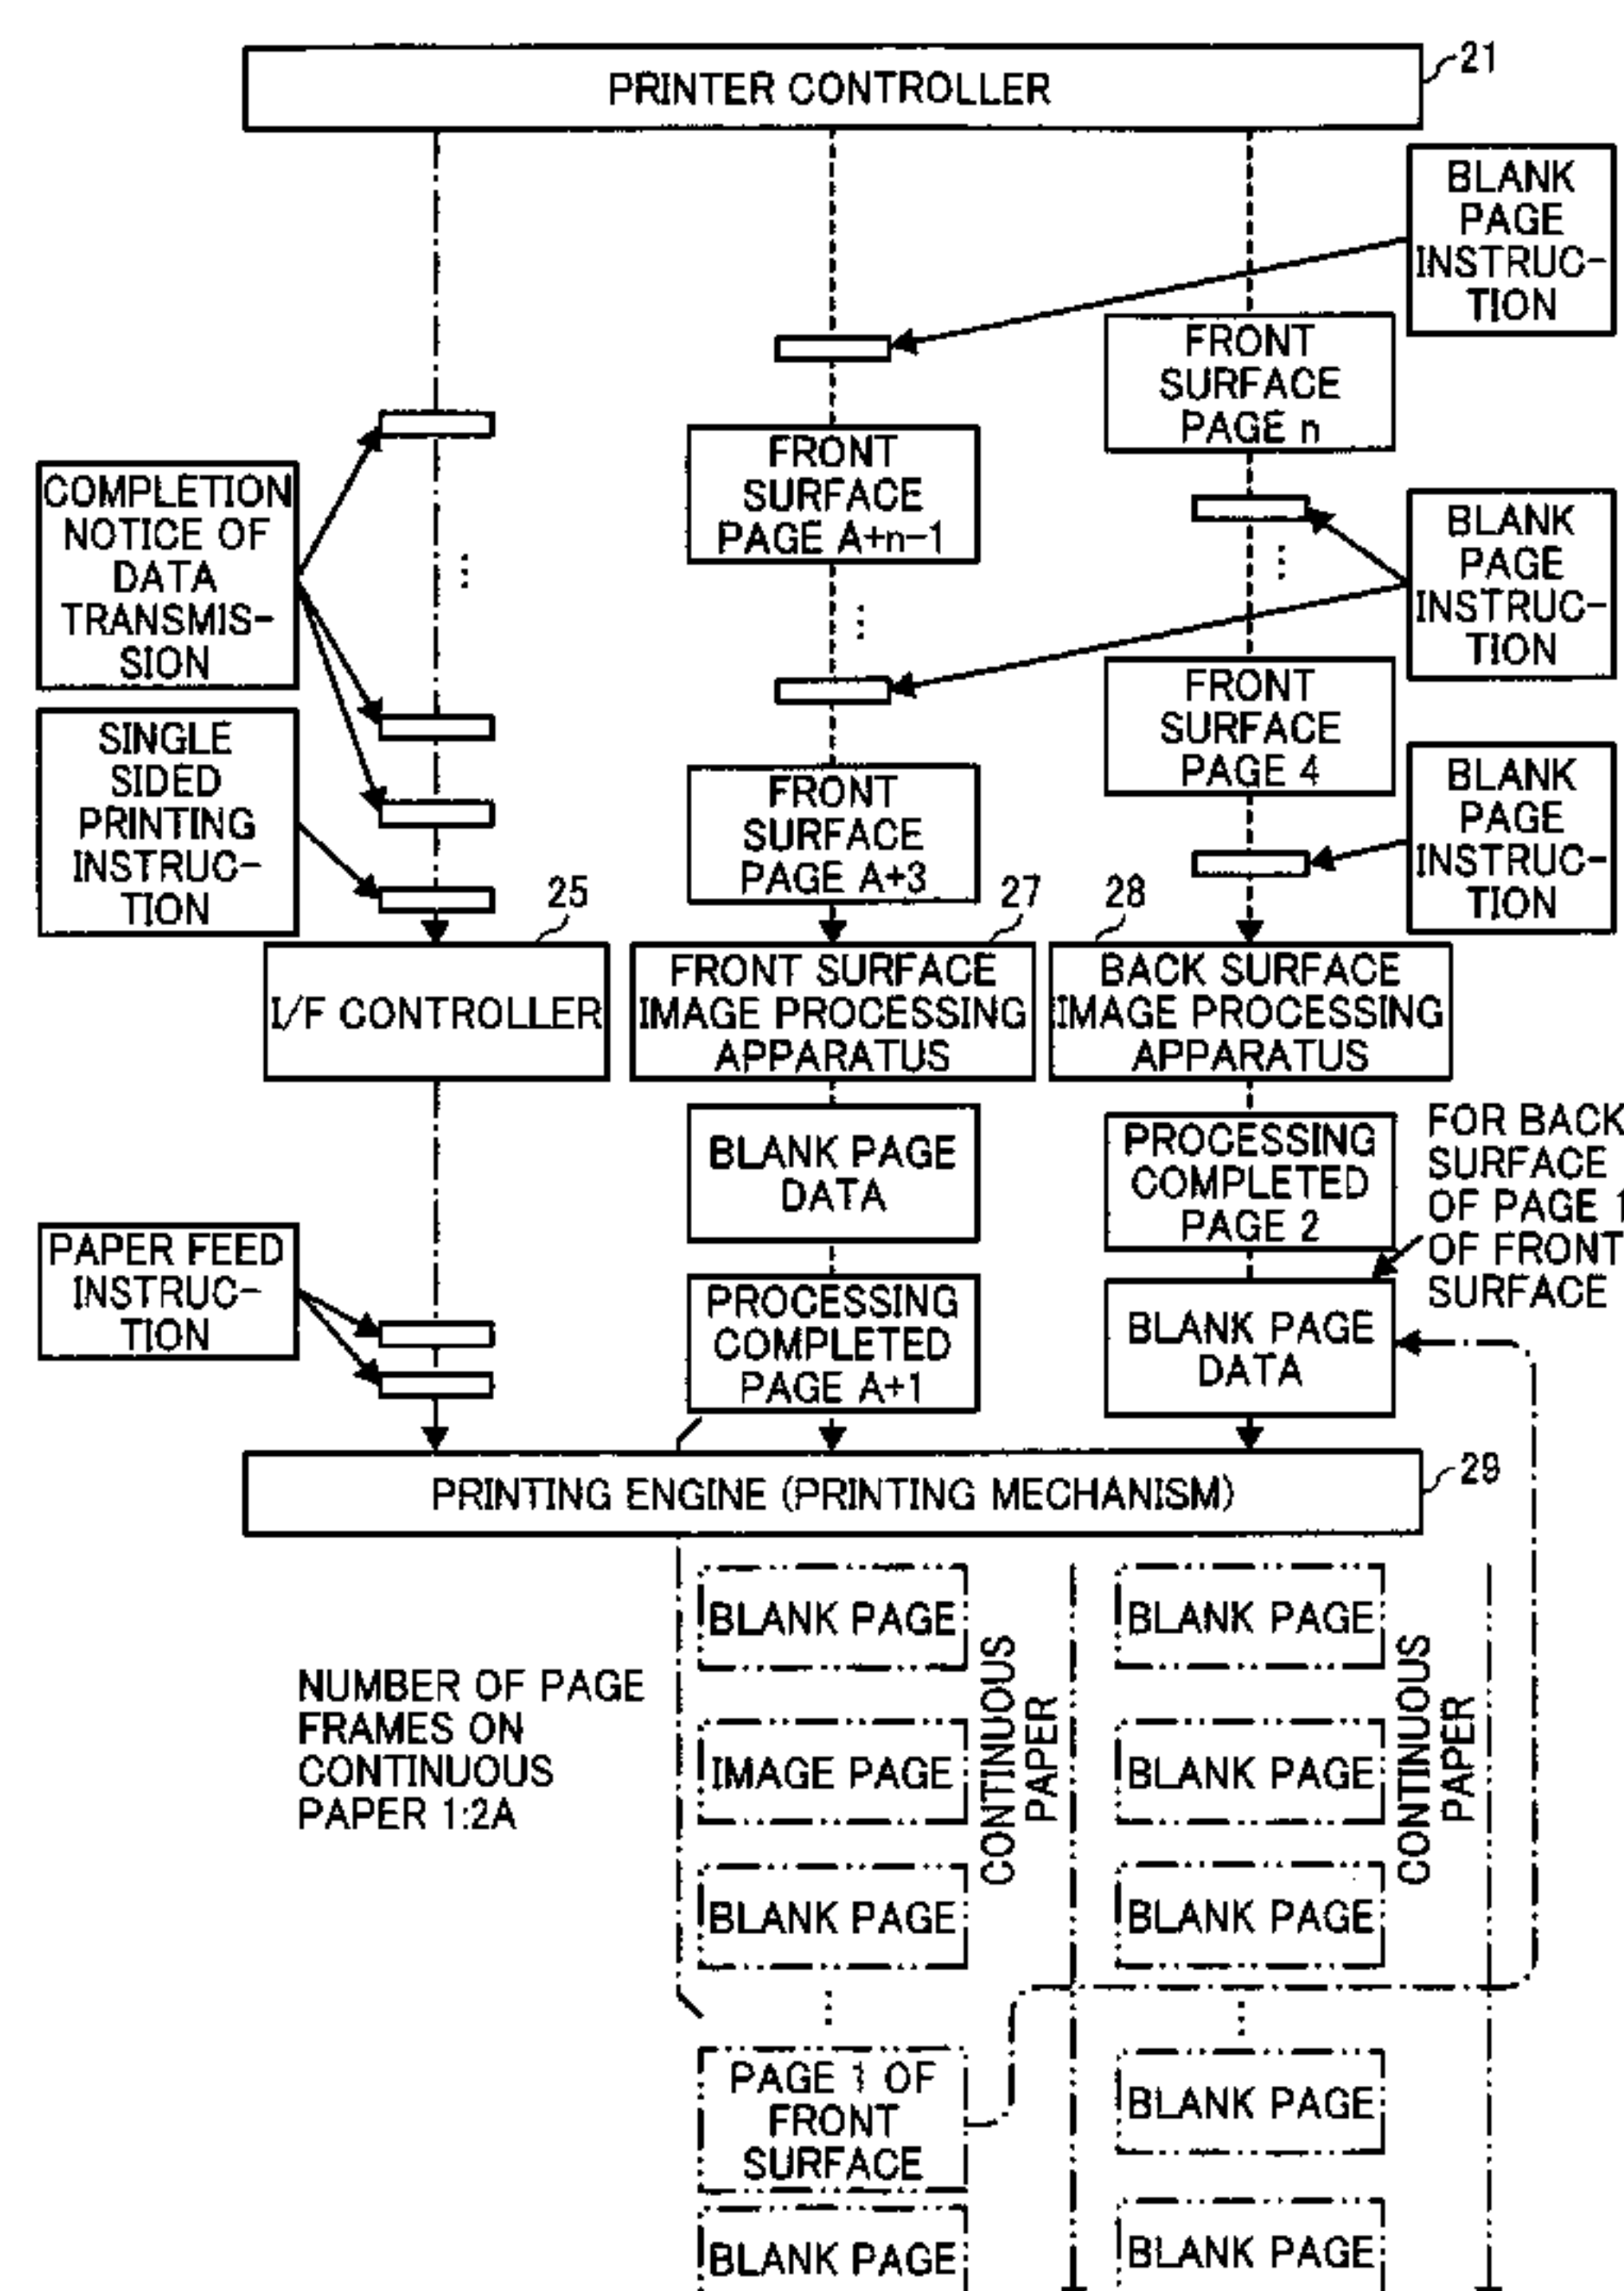 21
PRINTER CONTROLLER
BLANK
PAGE
INSTRUC-
TION
FRONT
SURFACE
PAGE n
FRONT
SURFACE
PAGE A+n-1
COMPLETION
NOTICE OF
DATA
TRANSMIS-
SION
BLANK
PAGE
INSTRUC-
TION
FRONT
SURFACE
PAGE 4
SINGLE
SIDED
PRINTING
INSTRUC-
TION
FRONT
SURFACE
PAGE A+3
BLANK
PAGE
INSTRUC-
TION
25
27
28
I/F CONTROLLER
FRONT SURFACE
IMAGE PROCESSING
APPARATUS
BACK SURFACE
IMAGE PROCESSING
APPARATUS
BLANK PAGE
DATA
PROCESSING
COMPLETED
PAGE 2
FOR BACK
SURFACE
OF PAGE 1
OF FRONT
SURFACE
PAPER FEED
INSTRUC-
TION
PROCESSING
COMPLETED
PAGE A+1
BLANK PAGE
DATA
PRINTING ENGINE (PRINTING MECHANISM)
29
BLANK PAGE
BLANK PAGE
NUMBER OF PAGE
FRAMES ON
CONTINUOUS
PAPER 1:2A
IMAGE PAGE
CONTINUOUS
PAPER
BLANK PAGE
CONTINUOUS
PAPER
BLANK PAGE
BLANK PAGE
PAGE 1 OF
FRONT
SURFACE
BLANK PAGE
BLANK PAGE
BLANK PAGE